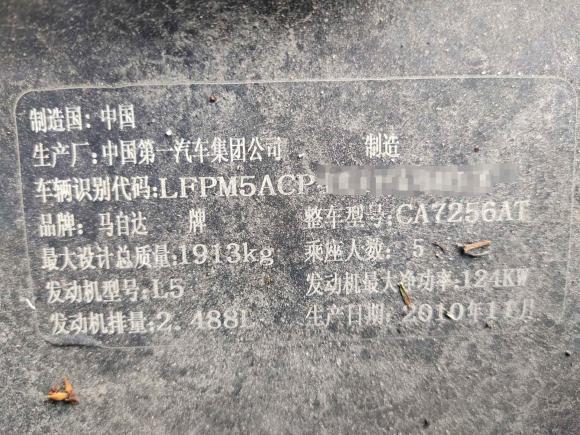 制造国: 中国
生产厂: 中国第一汽车集团公司 制造
车辆识别代码:LFPM5ACP
品牌: 马自达 牌 整车型号:CA7256AT
最大设计总质量:1913kg 乘座人数: 5
发动机型号:L5 发动机最大净功率:124KW
发动机排量:2.488L 生产日期: 2010年11月